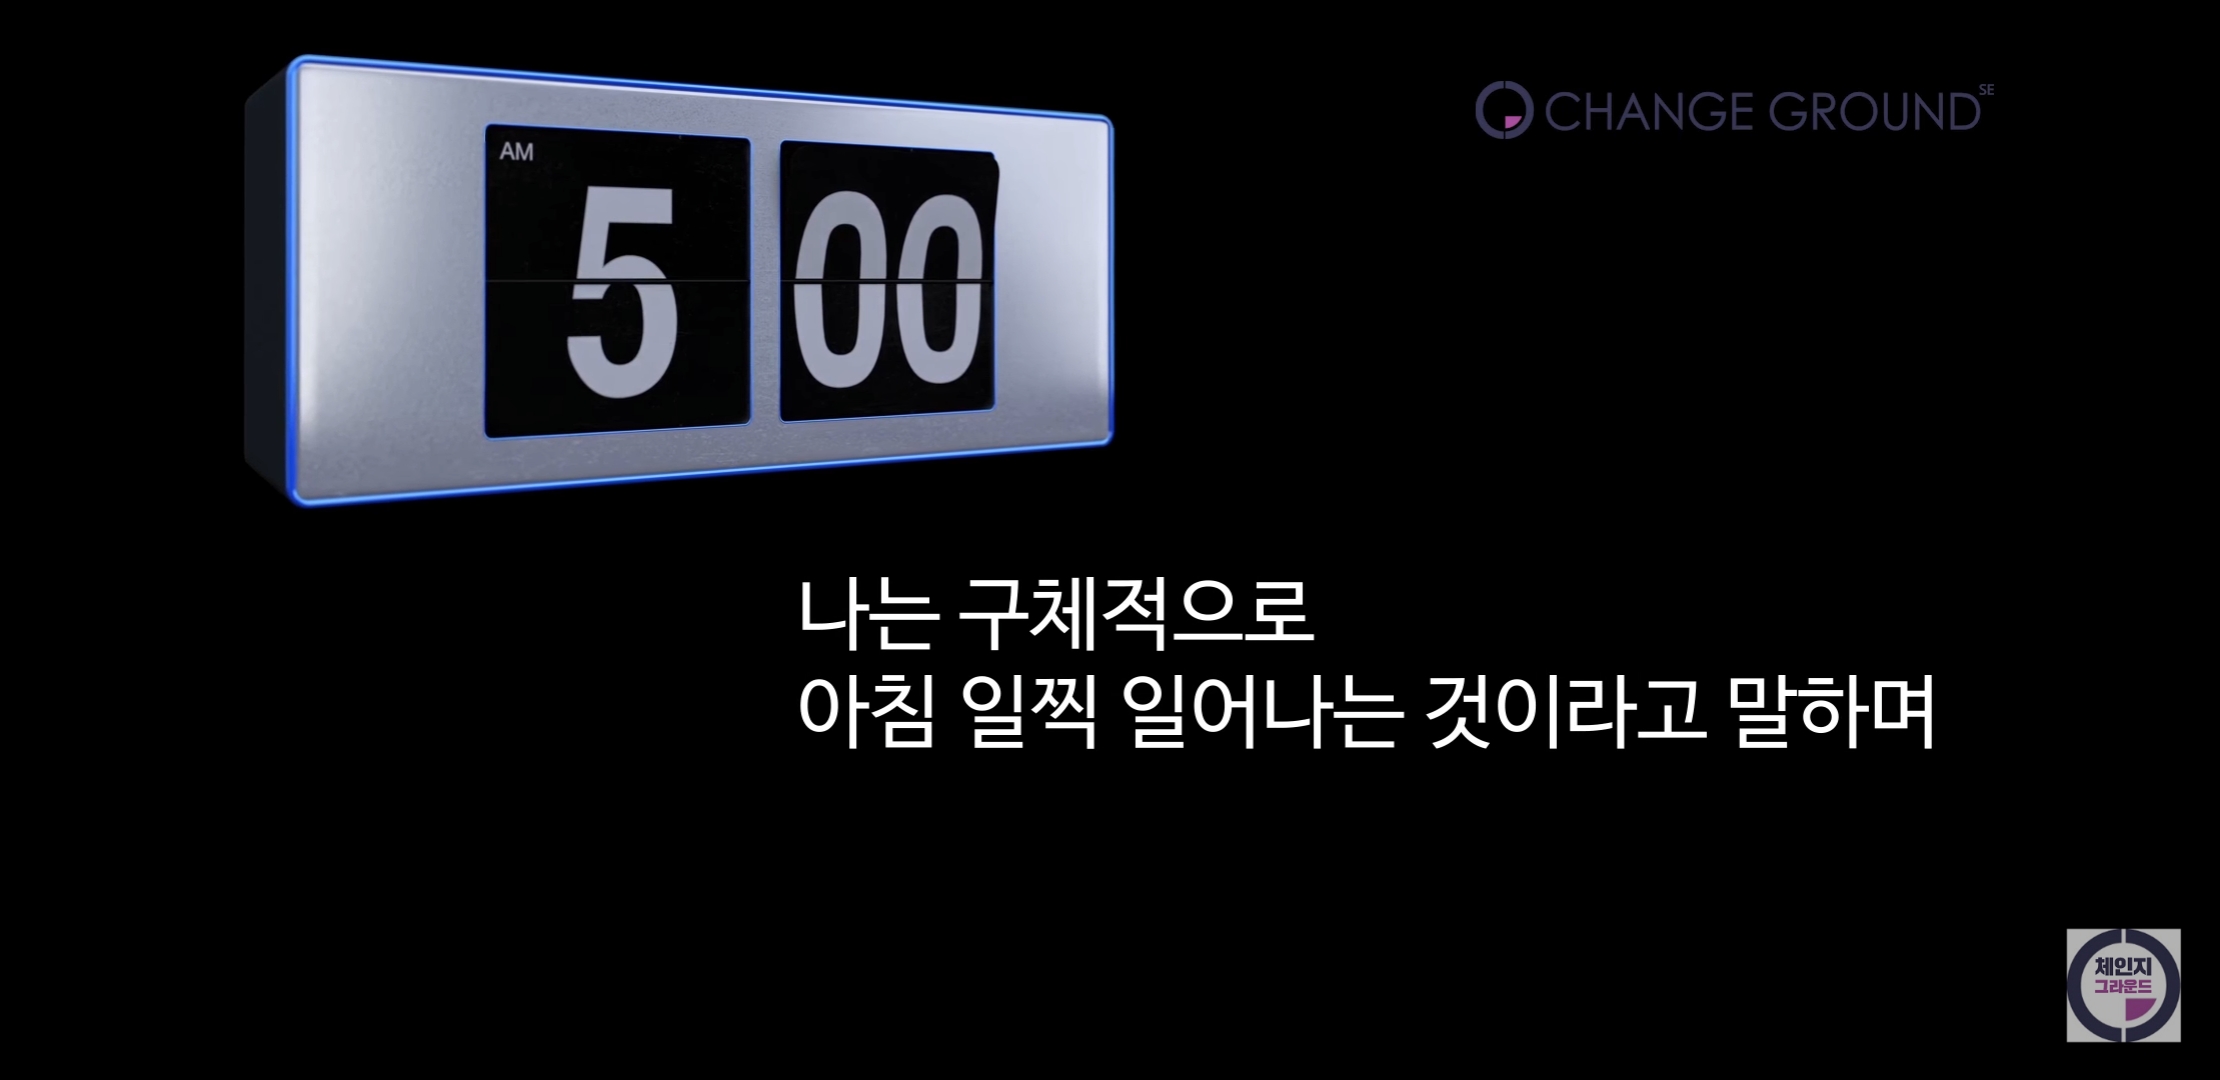 AM
5 00
CHANGE GROUND SE
나는 구체적으로
아침 일찍 일어나는 것이라고 말하며
체인지
그라운드